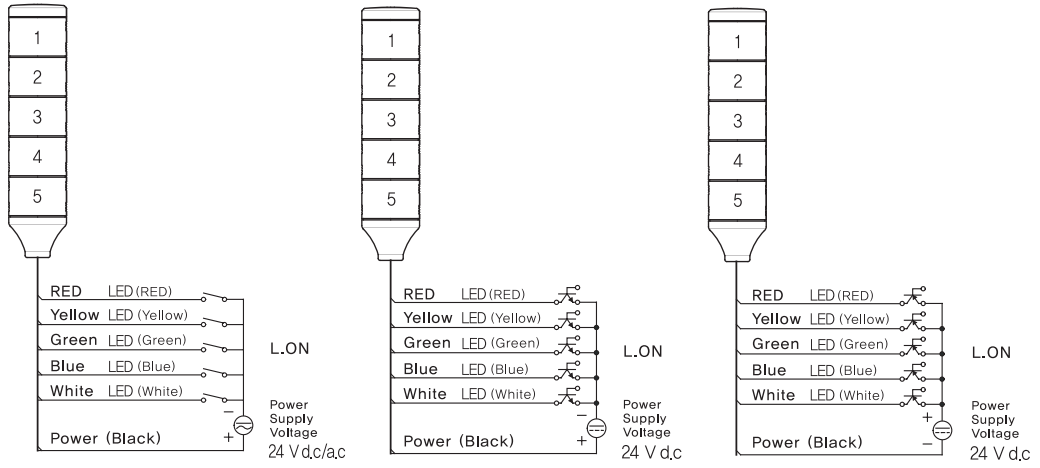 1
2
3
4
5
RED LED (RED)
Yellow LED (Yellow)
Green LED (Green)
Blue LED (Blue)
White LED (White)
Power (Black)
L.ON
−
+
Power
Supply
Voltage
24 V d.c/a.c
1
2
3
4
5
RED LED (RED)
Yellow LED (Yellow)
Green LED (Green)
Blue LED (Blue)
White LED (White)
Power (Black)
L.ON
−
+
Power
Supply
Voltage
24 V d.c
1
2
3
4
5
RED LED (RED)
Yellow LED (Yellow)
Green LED (Green)
Blue LED (Blue)
White LED (White)
Power (Black)
L.ON
+
−
Power
Supply
Voltage
24 V d.c